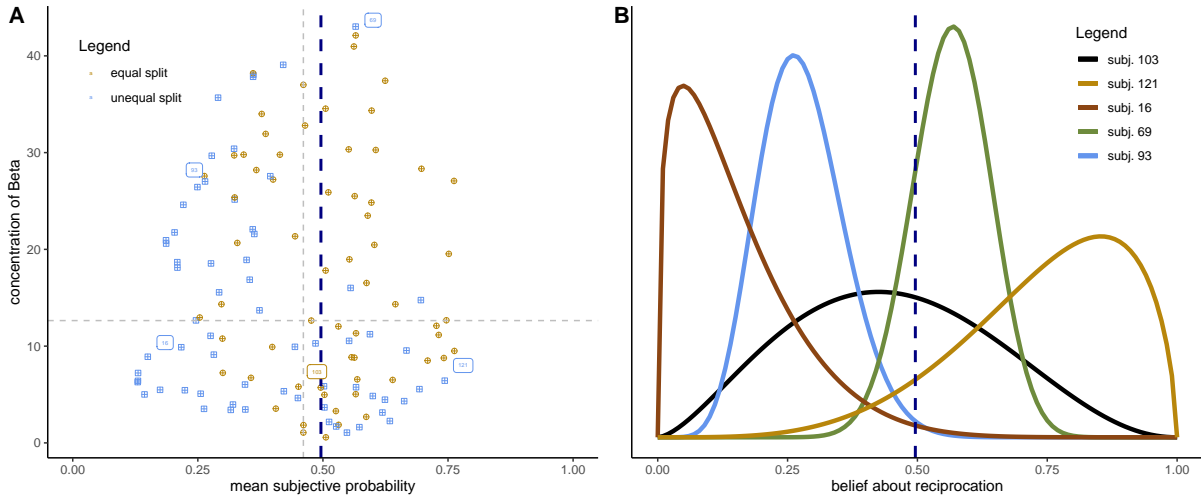 A
Legend
equal split
unequal split
69
93
16
103
121
concentration of Beta
40
30
20
10
0
0.00
0.25
0.50
0.75
1.00
mean subjective probability
B
Legend
subj. 103
subj. 121
subj. 16
subj. 69
subj. 93
0.00
0.25
0.50
0.75
1.00
belief about reciprocation